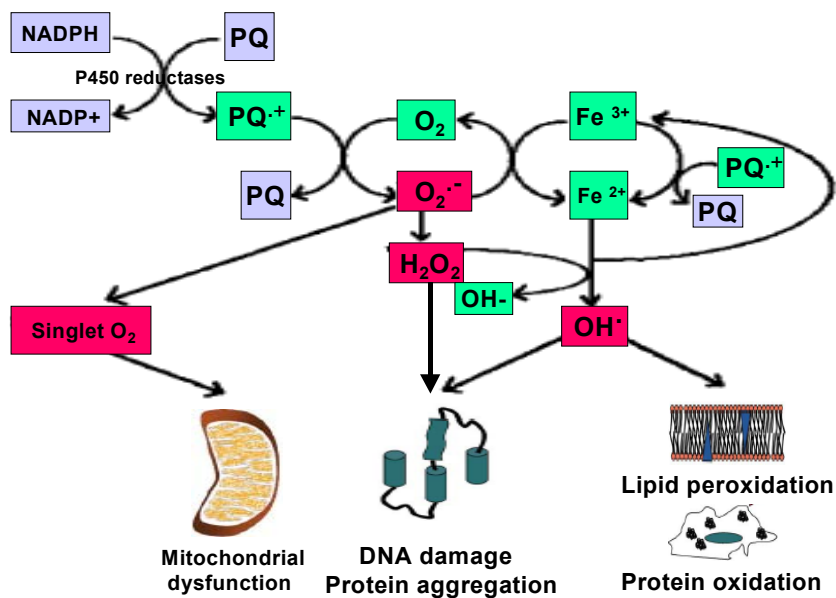 NADPH
PQ
P450 reductases
NADP+
PQ·+
O2
Fe 3+
PQ·+
PQ
O2·-
Fe 2+
PQ
H2O2
OH-
Singlet O2
OH·
Lipid peroxidation
Mitochondrial
dysfunction
DNA damage
Protein aggregation
Protein oxidation